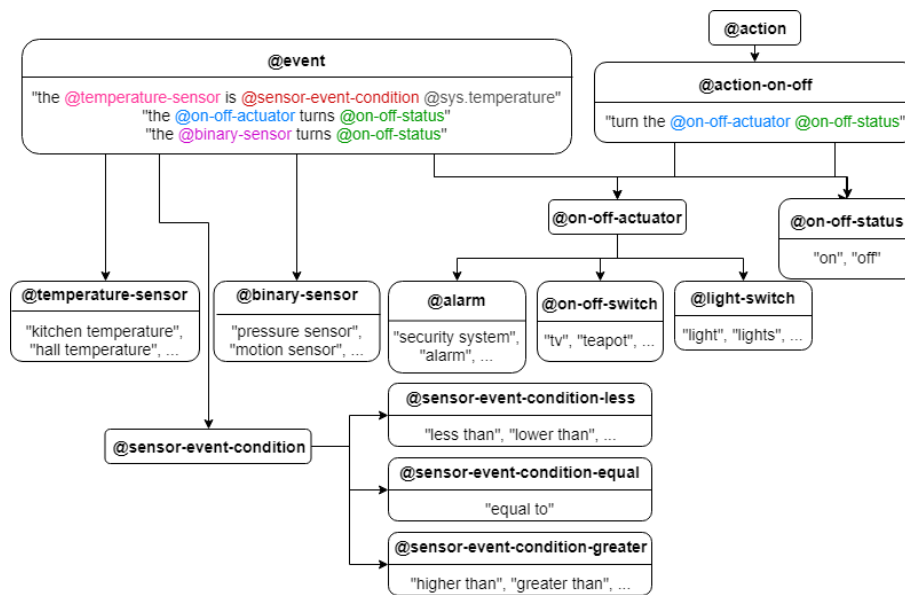 @action
@event
"the @temperature-sensor is @sensor-event-condition @sys.temperature"
"the @on-off-actuator turns @on-off-status"
"the @binary-sensor turns @on-off-status"
@action-on-off
"turn the @on-off-actuator @on-off-status"
@on-off-actuator
@on-off-status
"on", "off"
@temperature-sensor
"kitchen temperature",
"hall temperature", ...
@binary-sensor
"pressure sensor",
"motion sensor", ...
@alarm
"security system",
"alarm", ...
@on-off-switch
"tv", "teapot", ...
@light-switch
"light", "lights", ...
@sensor-event-condition
@sensor-event-condition-less
"less than", "lower than", ...
@sensor-event-condition-equal
"equal to"
@sensor-event-condition-greater
"higher than", "greater than", ...